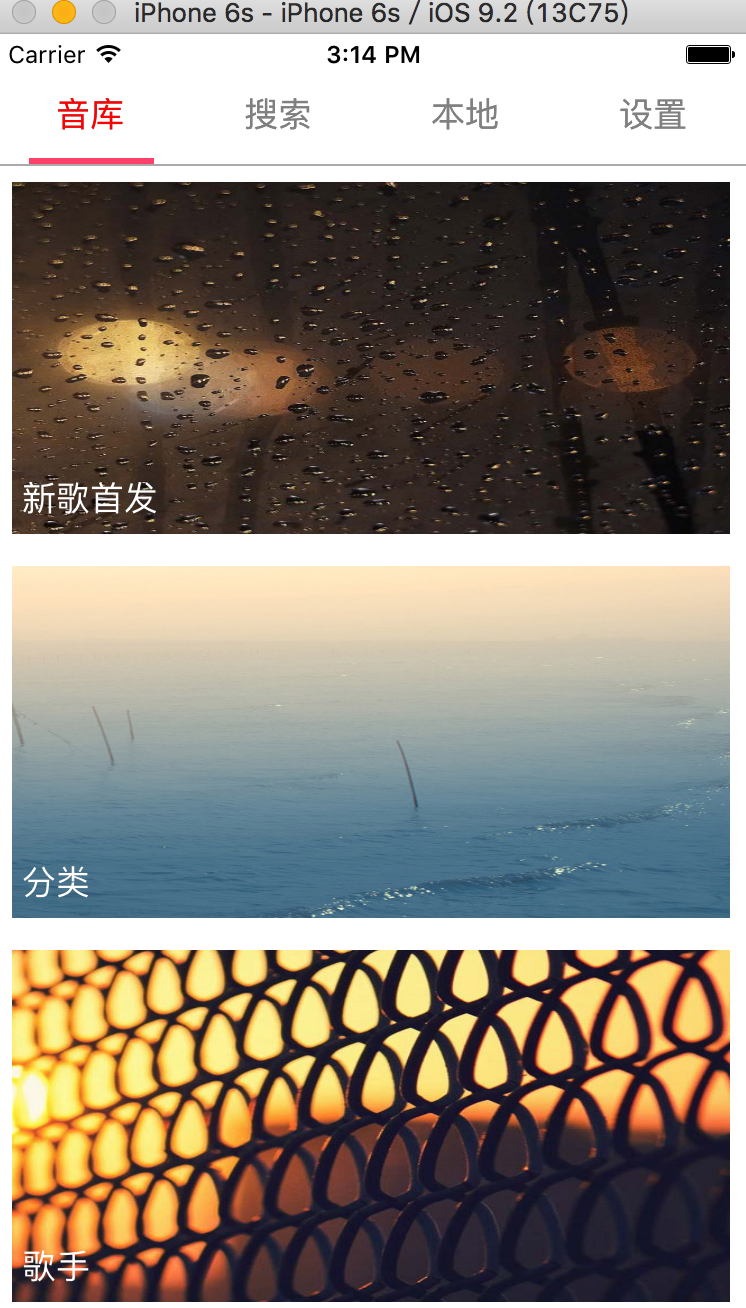 iPhone 6s - iPhone 6s / iOS 9.2 (13C75)
Carrier 3:14 PM
音库 搜索 本地 设置
新歌首发
分类
歌手